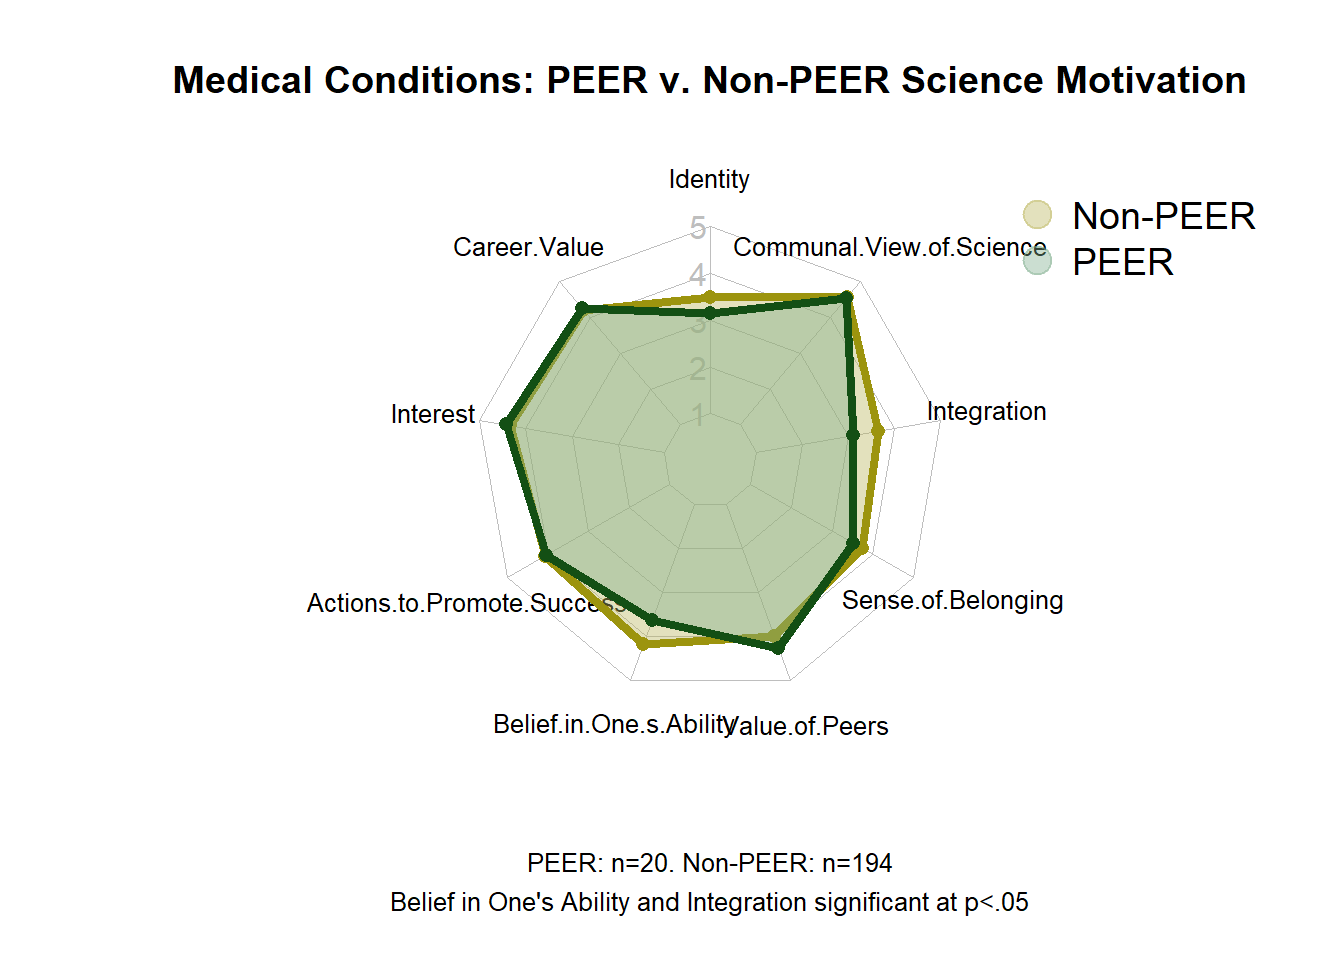 Medical Conditions: PEER v. Non-PEER Science Motivation
Identity
Non-PEER
PEER
5
4
3
2
1
Career.Value
Communal.View.of.Science
Interest
Integration
Actions.to.Promote.Success
Sense.of.Belonging
Belief.in.One.s.Ability
Value.of.Peers
PEER: n=20. Non-PEER: n=194
Belief in One's Ability and Integration significant at p<.05